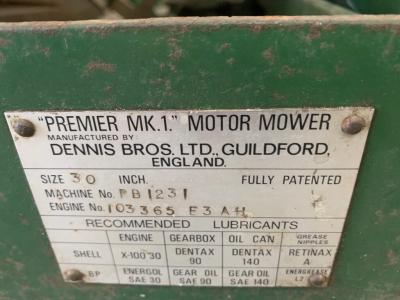 "PREMIER MK.1." MOTOR MOWER
MANUFACTURED BY
DENNIS BROS. LTD., GUILDFORD,
ENGLAND.
SIZE 30 INCH. FULLY PATENTED
MACHINE No. PB1231
ENGINE No. 103365 E3AH
RECOMMENDED LUBRICANTS
ENGINE GEARBOX OIL CAN GREASE NIPPLES
SHELL X-100 30 DENTAX 90 DENTAX 140 RETINAX A
BP ENERGOL SAE 30 GEAR OIL SAE 90 GEAR OIL SAE 140 ENERGREASE